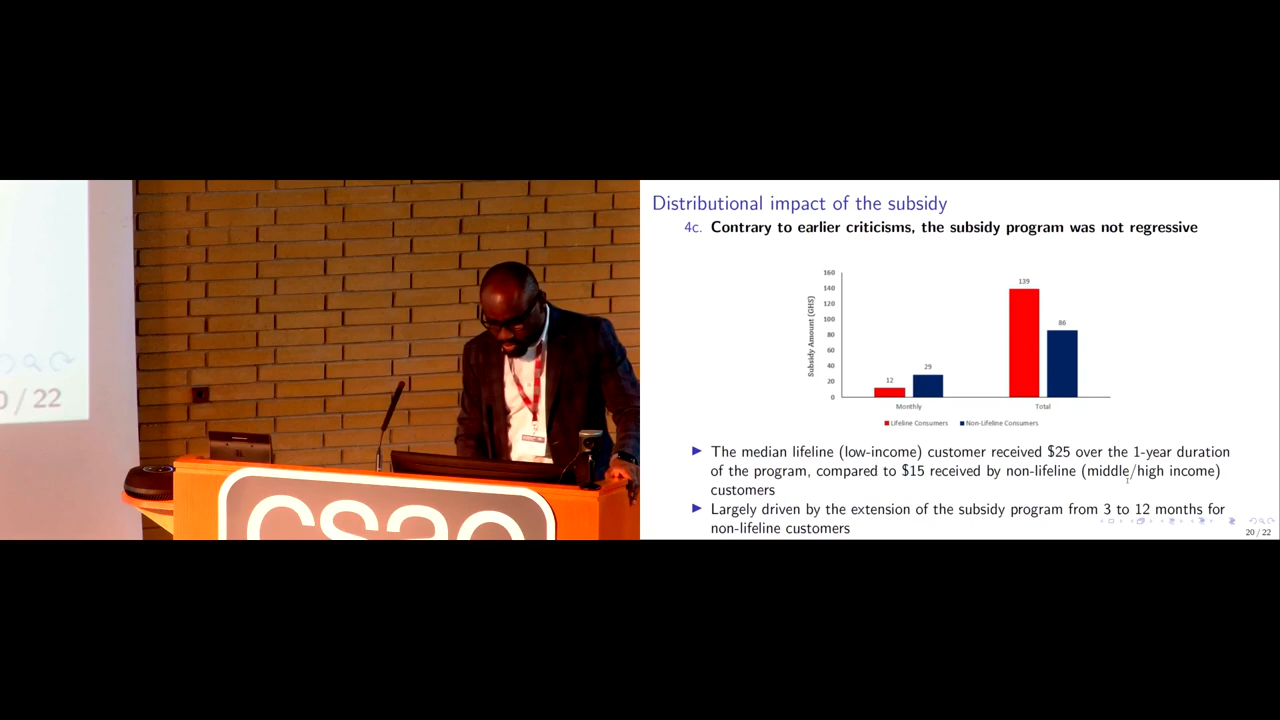 0 / 22
csae
Distributional impact of the subsidy
4c. Contrary to earlier criticisms, the subsidy program was not regressive
Subsidy Amount (GHS)
160
140
120
100
80
60
40
20
0
12
29
139
86
Monthly
Total
Lifeline Consumers
Non-Lifeline Consumers
The median lifeline (low-income) customer received $25 over the 1-year duration
of the program, compared to $15 received by non-lifeline (middle/high income)
customers
Largely driven by the extension of the subsidy program from 3 to 12 months for
non-lifeline customers
20 / 22